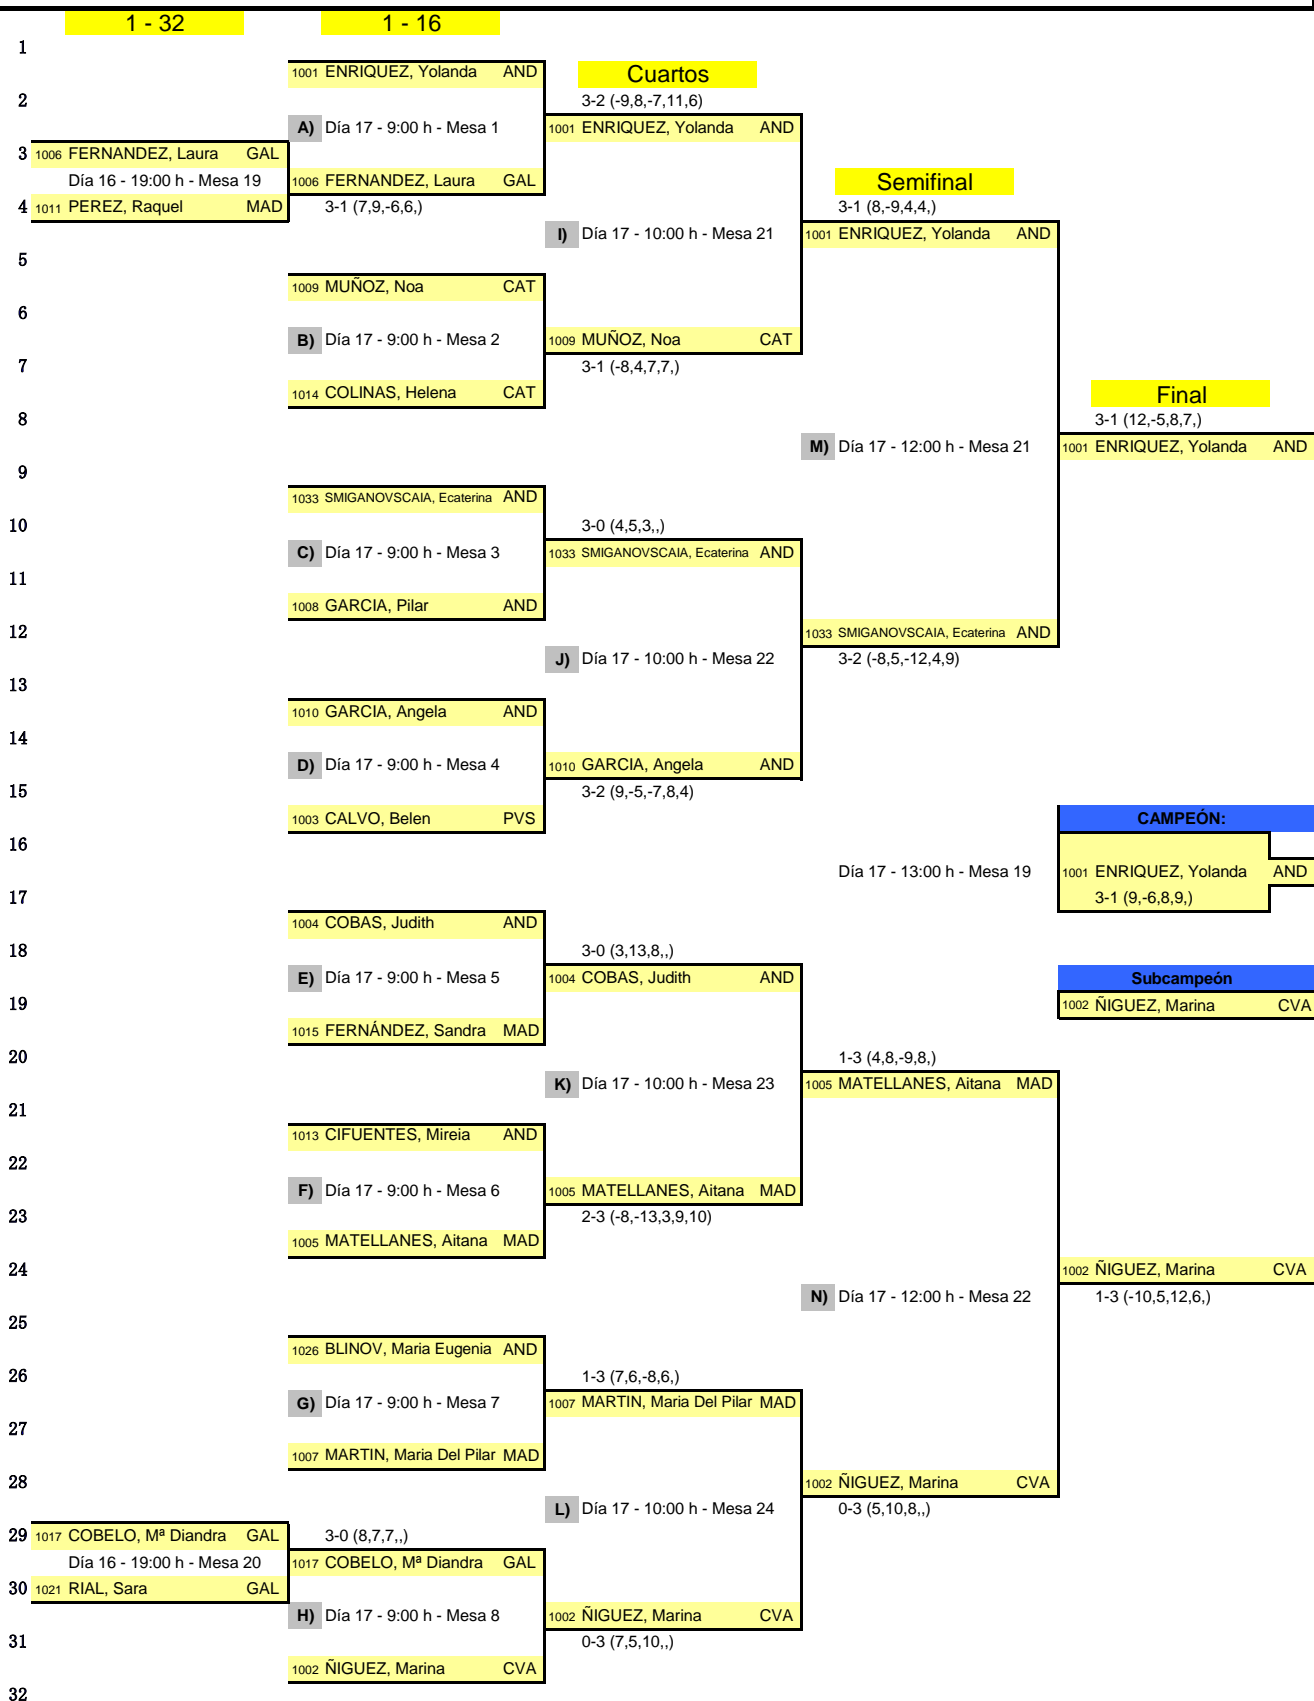 1 - 32 1 - 16
1
1001 ENRIQUEZ, Yolanda AND Cuartos
2 3-2 (-9,8,-7,11,6)
A) Día 17 - 9:00 h - Mesa 1 1001 ENRIQUEZ, Yolanda AND
3 1006 FERNANDEZ, Laura GAL
Día 16 - 19:00 h - Mesa 19 1006 FERNANDEZ, Laura GAL Semifinal
4 1011 PEREZ, Raquel MAD 3-1 (7,9,-6,6,) 3-1 (8,-9,4,4,)
I) Día 17 - 10:00 h - Mesa 21 1001 ENRIQUEZ, Yolanda AND
5
1009 MUÑOZ, Noa CAT
6
B) Día 17 - 9:00 h - Mesa 2 1009 MUÑOZ, Noa CAT
7 3-1 (-8,4,7,7,)
1014 COLINAS, Helena CAT Final
8 3-1 (12,-5,8,7,)
M) Día 17 - 12:00 h - Mesa 21 1001 ENRIQUEZ, Yolanda AND
9
1033 SMIGANOVSCAIA, Ecaterina AND
10 3-0 (4,5,3,,)
C) Día 17 - 9:00 h - Mesa 3 1033 SMIGANOVSCAIA, Ecaterina AND
11
1008 GARCIA, Pilar AND
12 1033 SMIGANOVSCAIA, Ecaterina AND
J) Día 17 - 10:00 h - Mesa 22 3-2 (-8,5,-12,4,9)
13
1010 GARCIA, Angela AND
14
D) Día 17 - 9:00 h - Mesa 4 1010 GARCIA, Angela AND
15 3-2 (9,-5,-7,8,4)
1003 CALVO, Belen PVS CAMPEÓN:
16
Día 17 - 13:00 h - Mesa 19 1001 ENRIQUEZ, Yolanda AND
17 3-1 (9,-6,8,9,)
1004 COBAS, Judith AND
18 3-0 (3,13,8,,)
E) Día 17 - 9:00 h - Mesa 5 1004 COBAS, Judith AND Subcampeón
19 1002 ÑIGUEZ, Marina CVA
1015 FERNÁNDEZ, Sandra MAD
20 1-3 (4,8,-9,8,)
K) Día 17 - 10:00 h - Mesa 23 1005 MATELLANES, Aitana MAD
21
1013 CIFUENTES, Mireia AND
22
F) Día 17 - 9:00 h - Mesa 6 1005 MATELLANES, Aitana MAD
23 2-3 (-8,-13,3,9,10)
1005 MATELLANES, Aitana MAD
24 1002 ÑIGUEZ, Marina CVA
N) Día 17 - 12:00 h - Mesa 22 1-3 (-10,5,12,6,)
25
1026 BLINOV, Maria Eugenia AND
26 1-3 (7,6,-8,6,)
G) Día 17 - 9:00 h - Mesa 7 1007 MARTIN, Maria Del Pilar MAD
27
1007 MARTIN, Maria Del Pilar MAD
28 1002 ÑIGUEZ, Marina CVA
L) Día 17 - 10:00 h - Mesa 24 0-3 (5,10,8,,)
29 1017 COBELO, Mª Diandra GAL 3-0 (8,7,7,,)
Día 16 - 19:00 h - Mesa 20 1017 COBELO, Mª Diandra GAL
30 1021 RIAL, Sara GAL
H) Día 17 - 9:00 h - Mesa 8 1002 ÑIGUEZ, Marina CVA
31 0-3 (7,5,10,,)
1002 ÑIGUEZ, Marina CVA
32